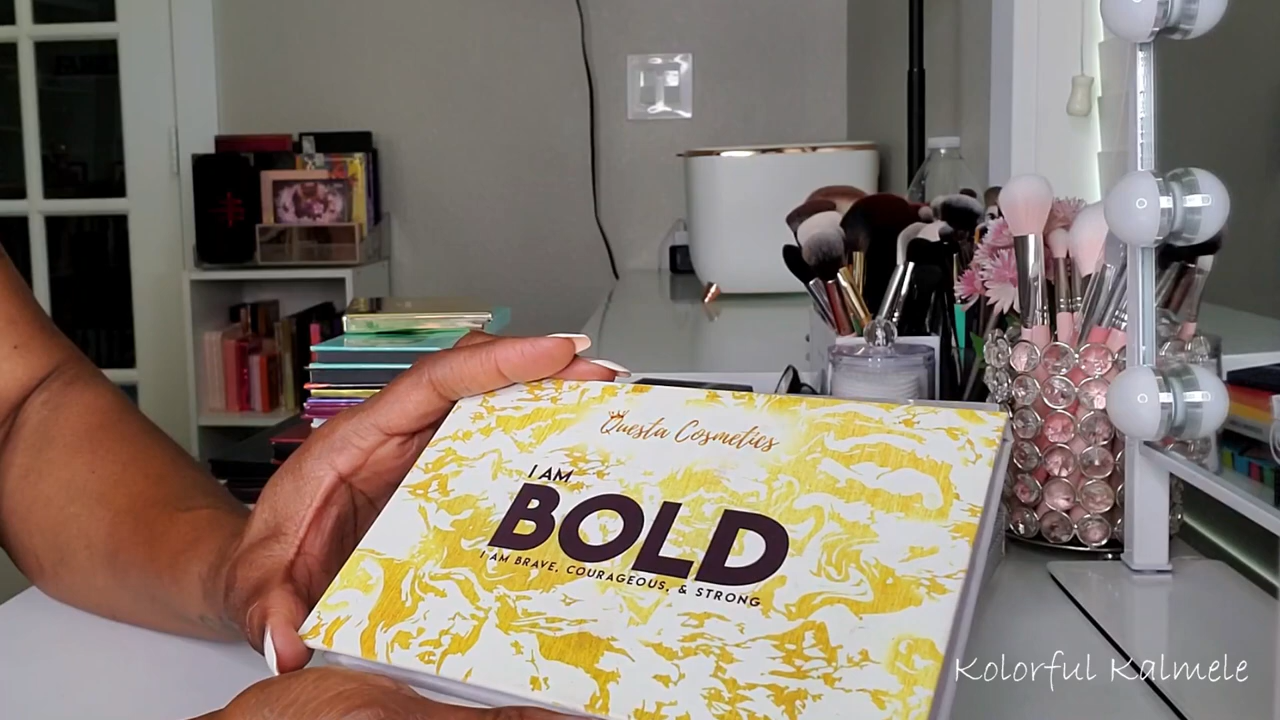 Questa Cosmetics
I AM
BOLD
I AM BRAVE, COURAGEOUS, & STRONG
Kolorful Kalmele